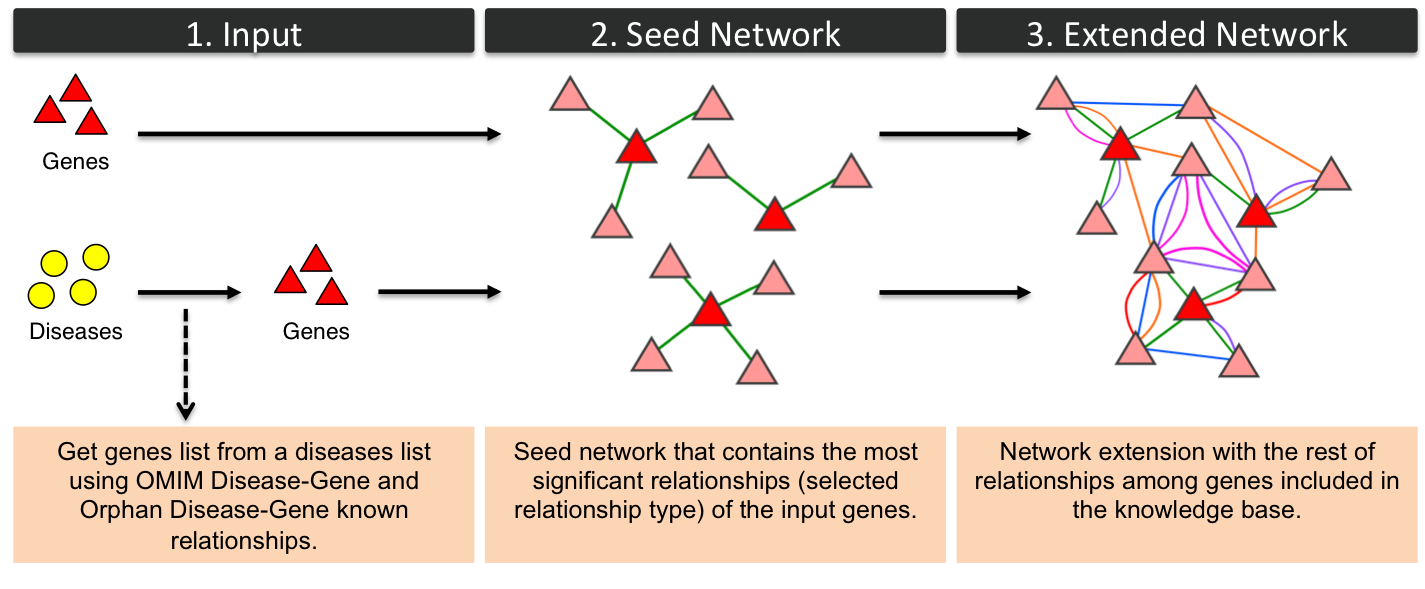 1. Input
2. Seed Network
3. Extended Network
Genes
Diseases
Genes
Get genes list from a diseases list
using OMIM Disease-Gene and
Orphan Disease-Gene known
relationships.
Seed network that contains the most
significant relationships (selected
relationship type) of the input genes.
Network extension with the rest of
relationships among genes included in
the knowledge base.